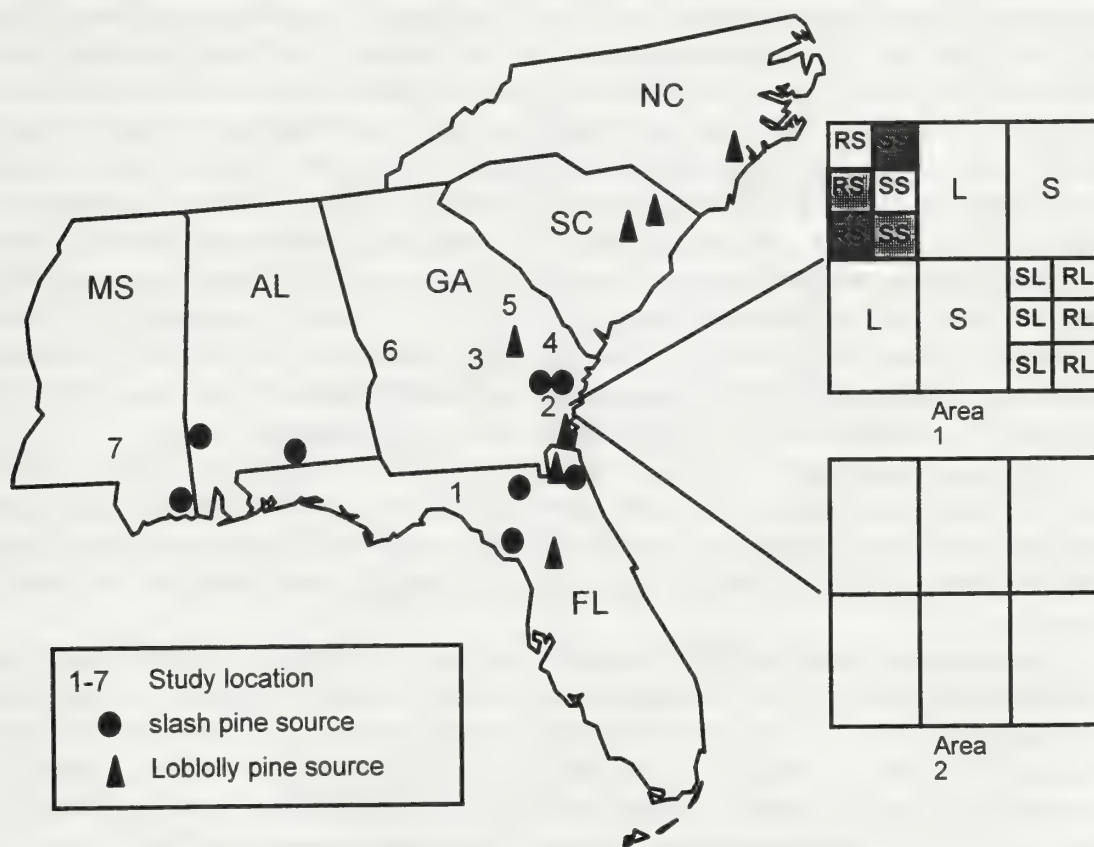 NC
SC
MS
AL
GA
5
4
3
6
2
7
1
FL
1-7 Study location
slash pine source
Loblolly pine source
RS SS
RS SS
RS SS
L
S
L
S
SL RL
SL RL
SL RL
Area
1
Area
2